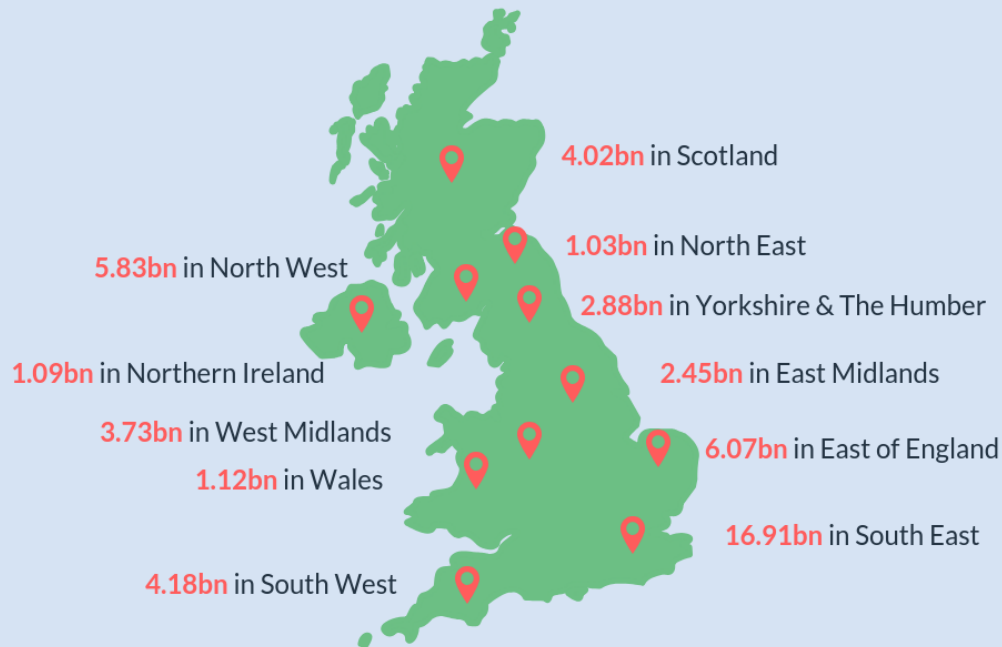 4.02bn in Scotland
1.03bn in North East
5.83bn in North West
2.88bn in Yorkshire & The Humber
1.09bn in Northern Ireland
2.45bn in East Midlands
3.73bn in West Midlands
6.07bn in East of England
1.12bn in Wales
16.91bn in South East
4.18bn in South West